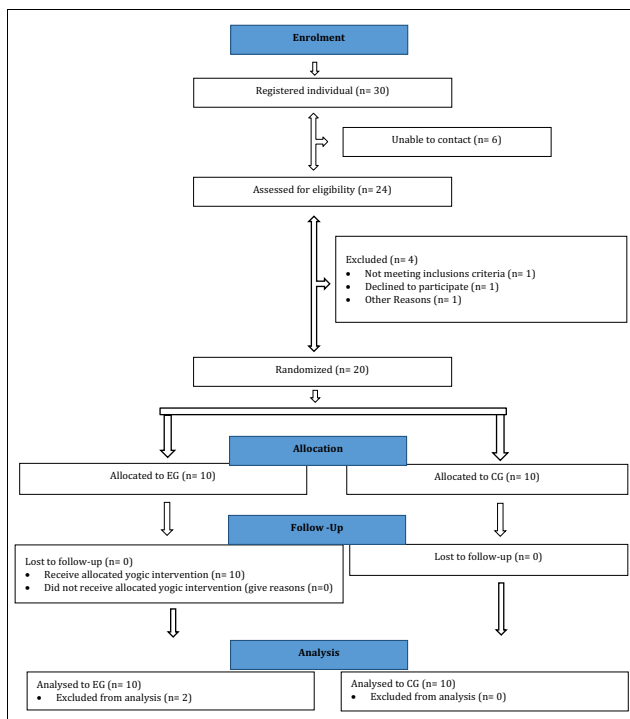 Enrolment
Registered individual (n= 30)
Unable to contact (n= 6)
Assessed for eligibility (n= 24)
Excluded (n= 4)
• Not meeting inclusions criteria (n= 1)
• Declined to participate (n= 1)
• Other Reasons (n= 1)
Randomized (n= 20)
Allocation
Allocated to EG (n= 10)
Allocated to CG (n= 10)
Follow -Up
Lost to follow-up (n= 0)
• Receive allocated yogic intervention (n= 10)
• Did not receive allocated yogic intervention (give reasons (n=0)
Lost to follow-up (n= 0)
Analysis
Analysed to EG (n= 10)
• Excluded from analysis (n= 2)
Analysed to CG (n= 10)
• Excluded from analysis (n= 0)